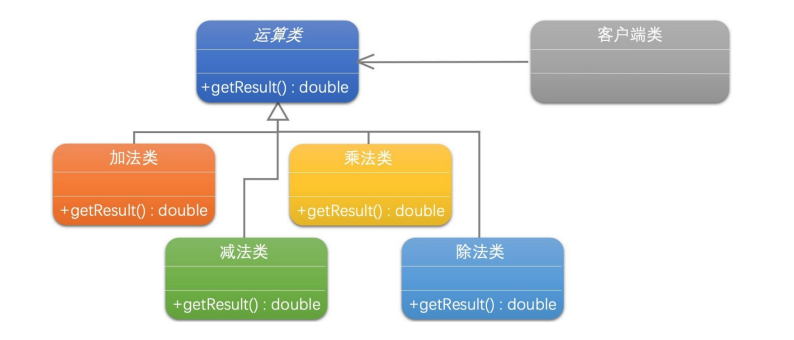 运算类
+getResult() : double
客户端类
加法类
+getResult() : double
乘法类
+getResult() : double
减法类
+getResult() : double
除法类
+getResult() : double